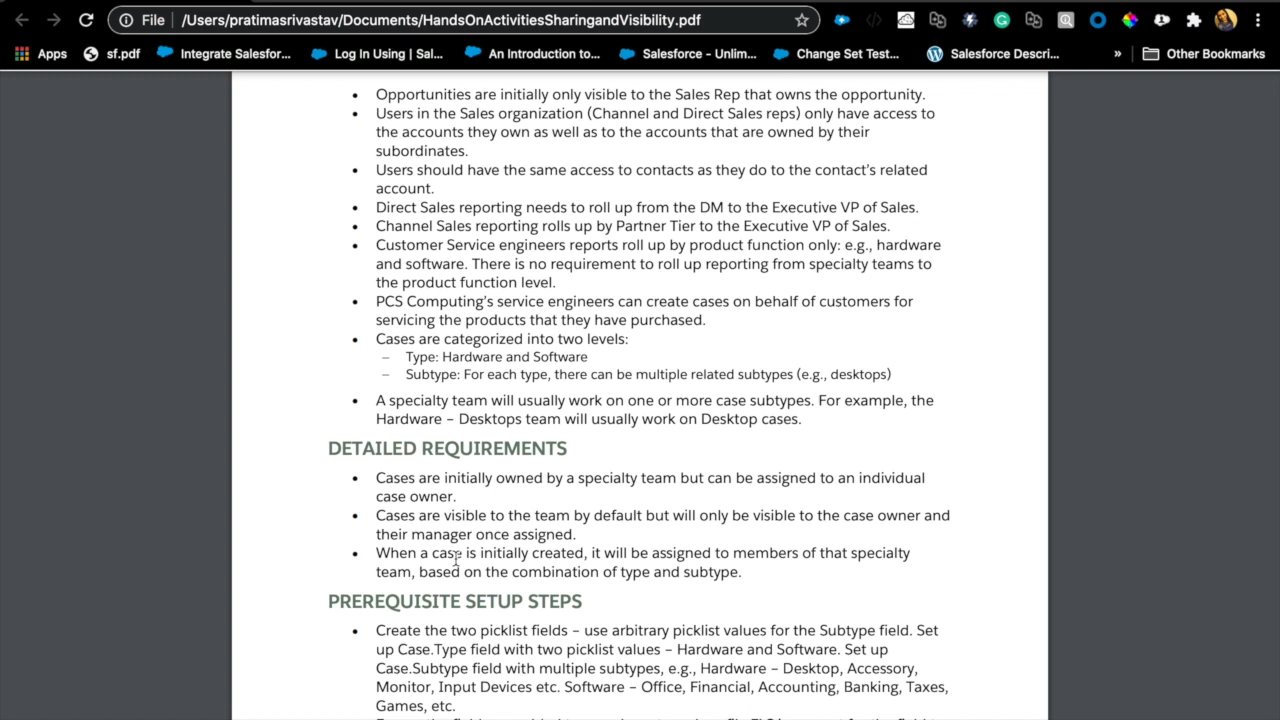 File
/Users/pratimasrivastav/Documents/HandsOnActivitiesSharingandVisibility.pdf
Apps
sf.pdf
Integrate Salesfor...
Log In Using | Sal...
An Introduction to...
Salesforce - Unlim...
Change Set Test...
Salesforce Descri...
»
Other Bookmarks
• Opportunities are initially only visible to the Sales Rep that owns the opportunity.
• Users in the Sales organization (Channel and Direct Sales reps) only have access to
the accounts they own as well as to the accounts that are owned by their
subordinates.
• Users should have the same access to contacts as they do to the contact's related
account.
• Direct Sales reporting needs to roll up from the DM to the Executive VP of Sales.
• Channel Sales reporting rolls up by Partner Tier to the Executive VP of Sales.
• Customer Service engineers reports roll up by product function only: e.g., hardware
and software. There is no requirement to roll up reporting from specialty teams to
the product function level.
• PCS Computing's service engineers can create cases on behalf of customers for
servicing the products that they have purchased.
• Cases are categorized into two levels:
– Type: Hardware and Software
– Subtype: For each type, there can be multiple related subtypes (e.g., desktops)
• A specialty team will usually work on one or more case subtypes. For example, the
Hardware – Desktops team will usually work on Desktop cases.
DETAILED REQUIREMENTS
• Cases are initially owned by a specialty team but can be assigned to an individual
case owner.
• Cases are visible to the team by default but will only be visible to the case owner and
their manager once assigned.
• When a case is initially created, it will be assigned to members of that specialty
team, based on the combination of type and subtype.
PREREQUISITE SETUP STEPS
• Create the two picklist fields – use arbitrary picklist values for the Subtype field. Set
up Case.Type field with two picklist values – Hardware and Software. Set up
Case.Subtype field with multiple subtypes, e.g., Hardware – Desktop, Accessory,
Monitor, Input Devices etc. Software – Office, Financial, Accounting, Banking, Taxes,
Games, etc.